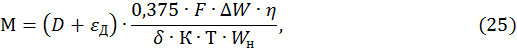 М = (D + ε_Д) · (0,375 · F · ΔW · η) / (δ · К · Т · W_н), (25)